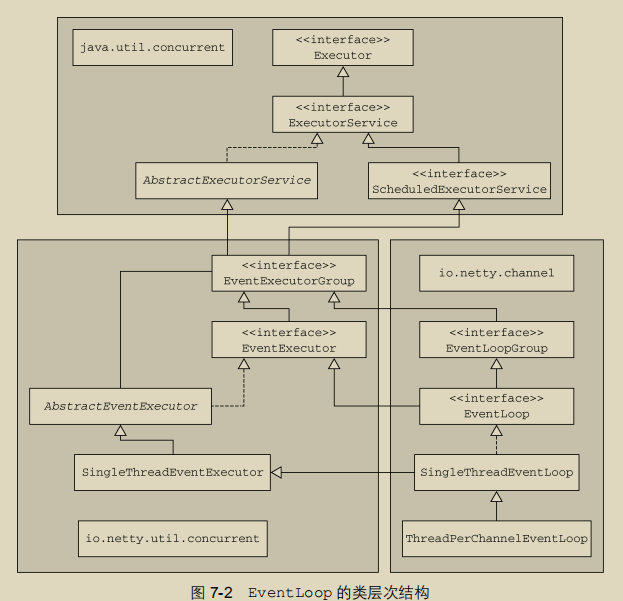 java.util.concurrent
<<interface>>
Executor
<<interface>>
ExecutorService
AbstractExecutorService
<<interface>>
ScheduledExecutorService
<<interface>>
EventExecutorGroup
io.netty.channel
<<interface>>
EventExecutor
<<interface>>
EventLoopGroup
AbstractEventExecutor
<<interface>>
EventLoop
SingleThreadEventExecutor
SingleThreadEventLoop
io.netty.util.concurrent
ThreadPerChannelEventLoop
图 7-2 EventLoop 的类层次结构